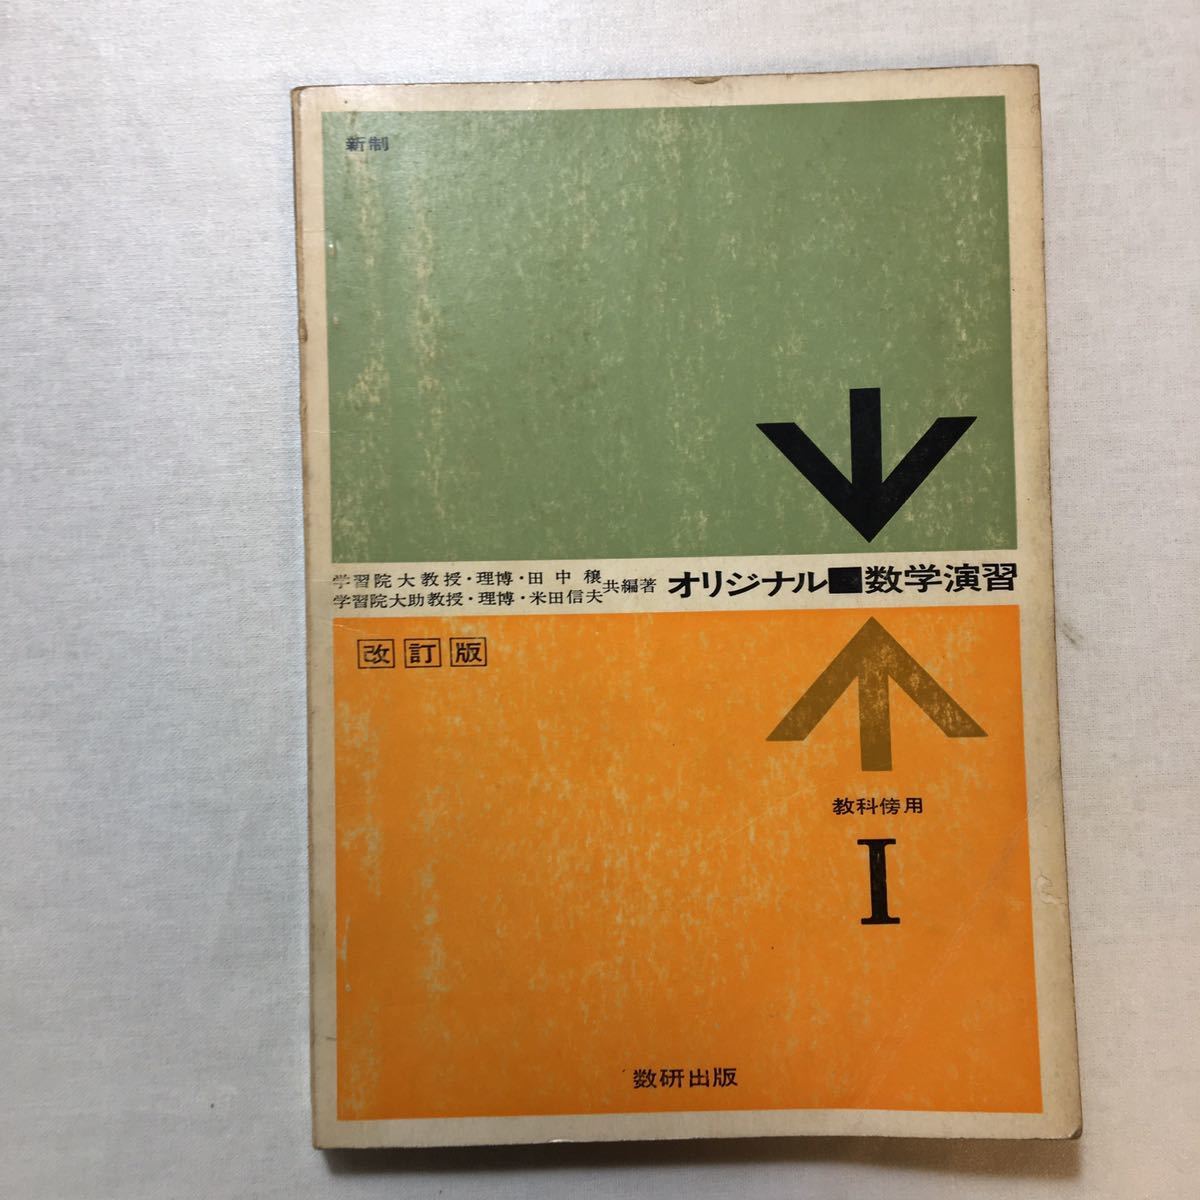 新制
学習院大教授・理博・田中穣
学習院大助教授・理博・米田信夫
共編著
オリジナル■数学演習
改訂版
教科傍用
I
数研出版